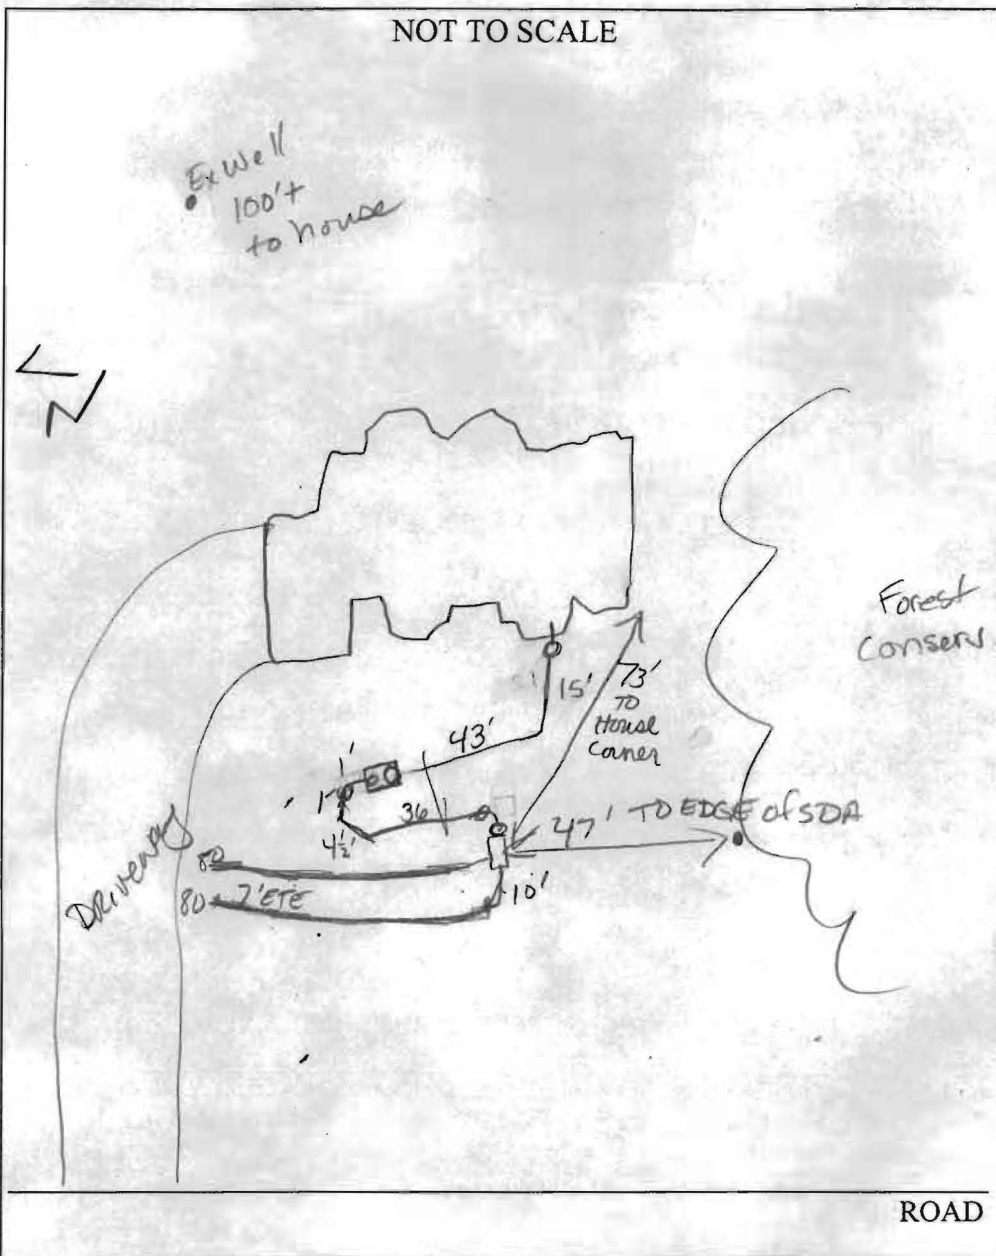 NOT TO SCALE
Ex Well
100'+
to house
N
Forest
Conserv
15'
73'
TO
House
Corner
43'
1'
36
4½'
47' TO EDGE of SDA
Driveway
80
80 7'ETE
10'
ROAD